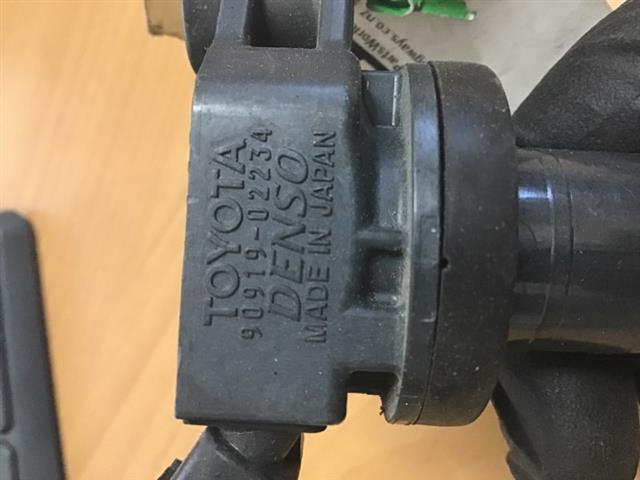 TOYOTA
90919-02234
DENSO
MADE IN JAPAN